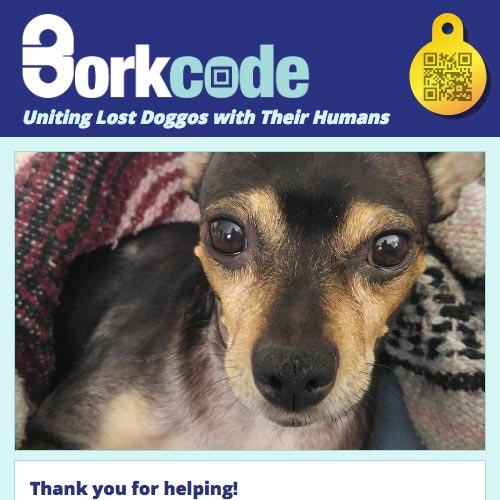 Borkcode
Uniting Lost Doggos with Their Humans
Thank you for helping!